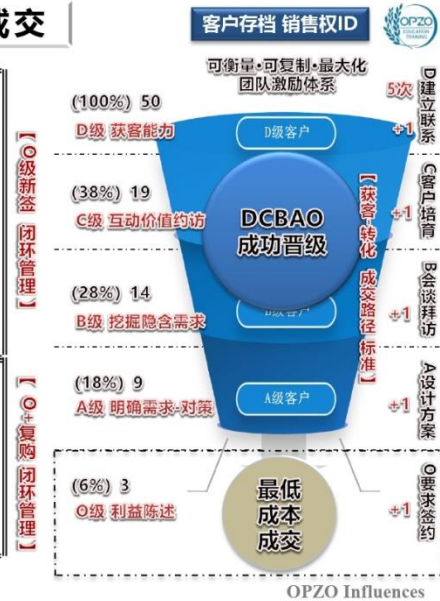 成交
客户存档 销售权ID
OPZO
EDUCATION
TRAINING
可衡量•可复制•最大化
团队激励体系
【O级新签 闭环管理】
【O+复购 闭环管理】
(100%) 50
D级 获客能力
(38%) 19
C级 互动价值约访
(28%) 14
B级 挖掘隐含需求
(18%) 9
A级 明确需求-对策
(6%) 3
O级 利益陈述
D级客户
DCBAO
成功晋级
B级客户
A级客户
最低
成本
成交
【获客-转化 成交路径 标准】
5次
+1
D建立联系
+1
C客户培育
+1
B会谈拜访
+1
A设计方案
+1
O要求签约
OPZO Influences